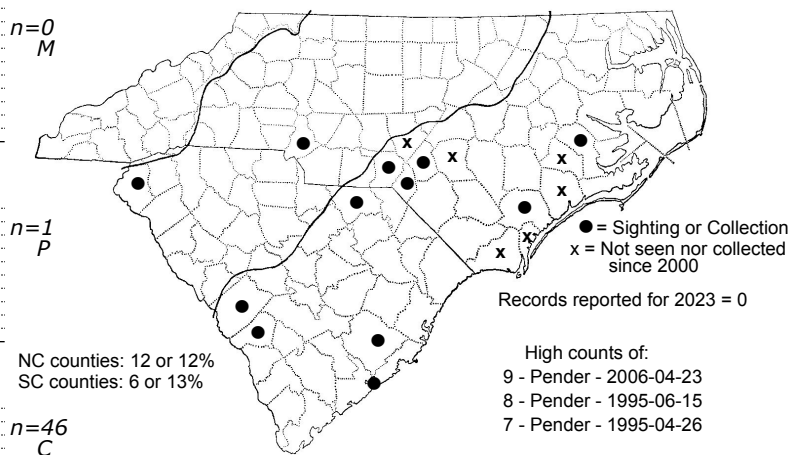 n=0
M
n=1
P
n=46
C
x
x
x
x
x
x
● = Sighting or Collection
x = Not seen nor collected
since 2000
Records reported for 2023 = 0
NC counties: 12 or 12%
SC counties: 6 or 13%
High counts of:
9 - Pender - 2006-04-23
8 - Pender - 1995-06-15
7 - Pender - 1995-04-26